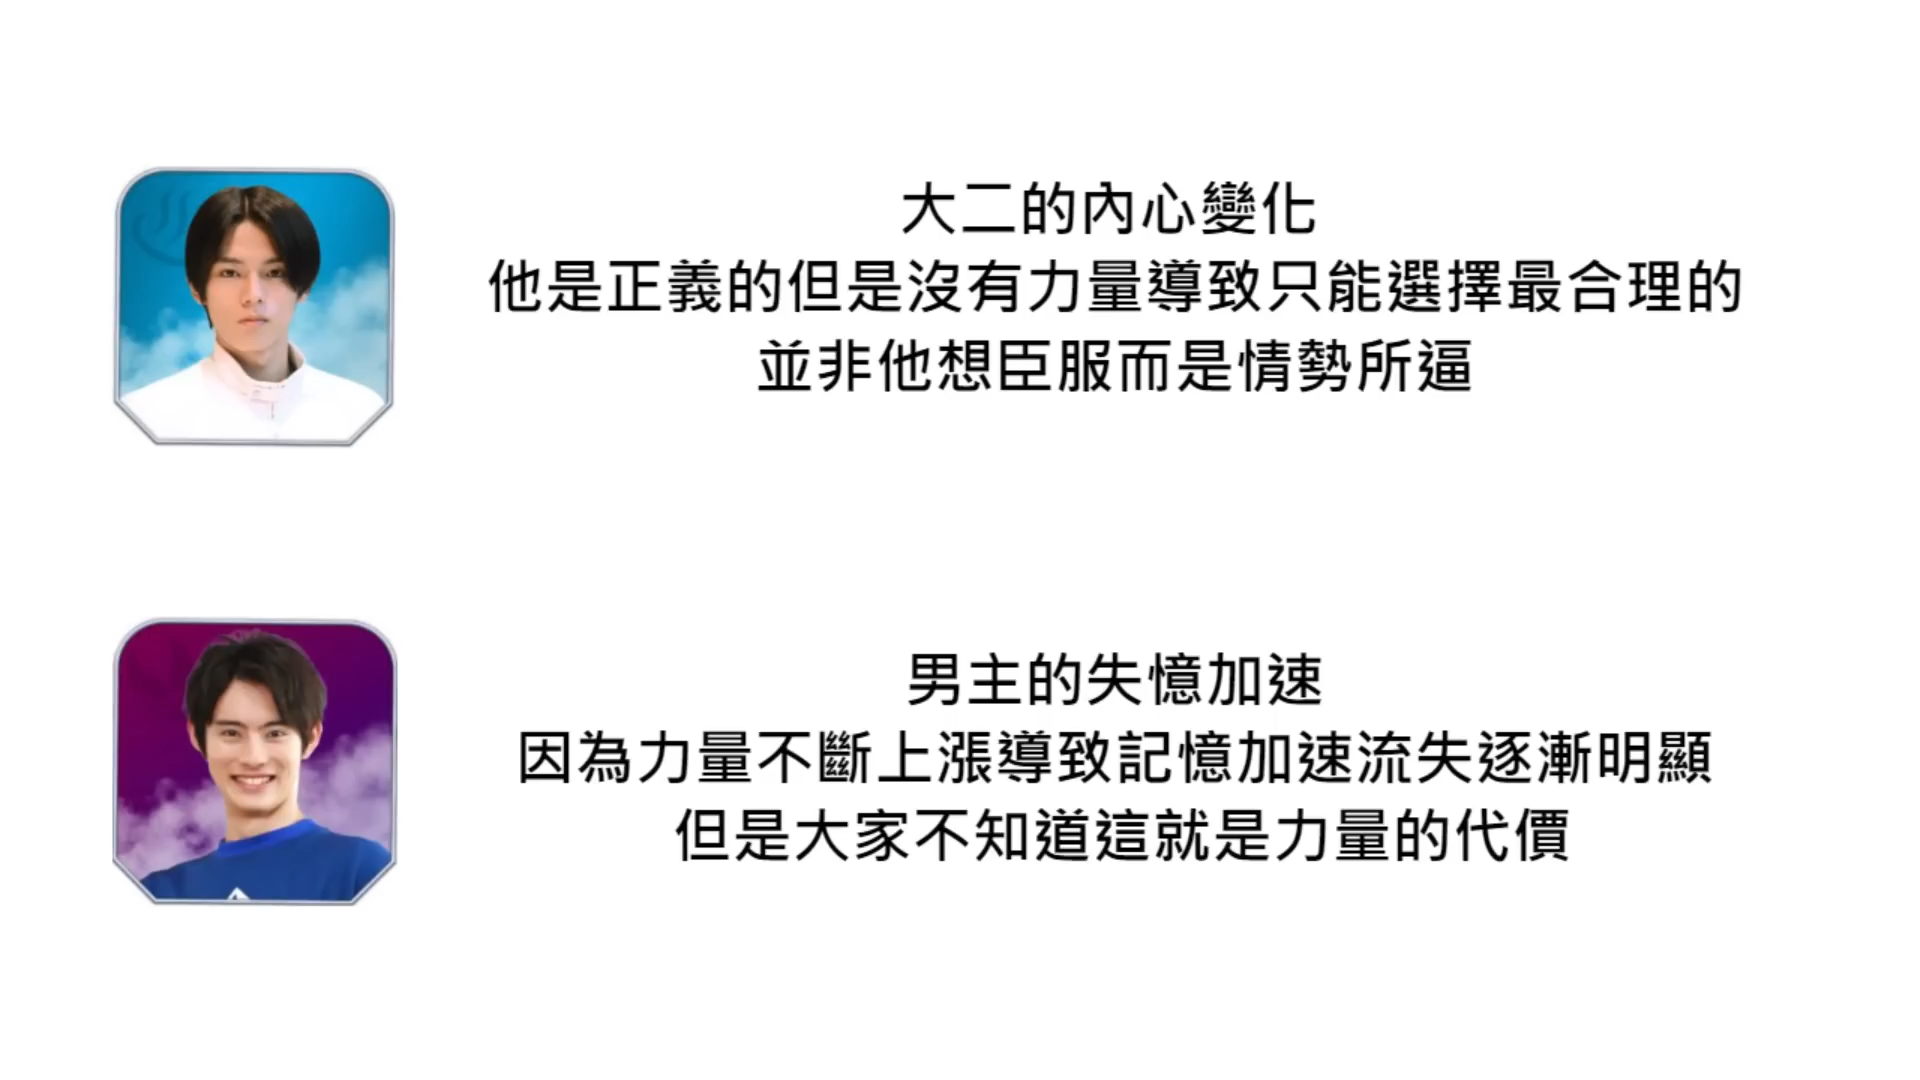 大二的內心變化
他是正義的但是沒有力量導致只能選擇最合理的
並非他想臣服而是情勢所逼
男主的失憶加速
因為力量不斷上漲導致記憶加速流失逐漸明顯
但是大家不知道這就是力量的代價